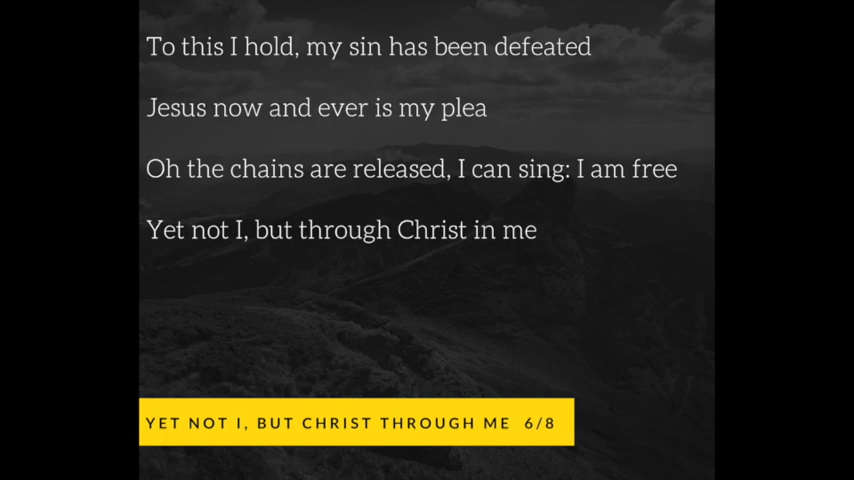 To this I hold, my sin has been defeated
Jesus now and ever is my plea
Oh the chains are released, I can sing: I am free
Yet not I, but through Christ in me
YET NOT I, BUT CHRIST THROUGH ME 6/8